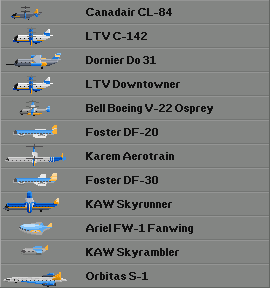 Canadair CL-84
LTV C-142
Dornier Do 31
LTV Downtowner
Bell Boeing V-22 Osprey
Foster DF-20
Karem Aerotrain
Foster DF-30
KAW Skyrunner
Ariel FW-1 Fanwing
KAW Skyrambler
Orbitas S-1